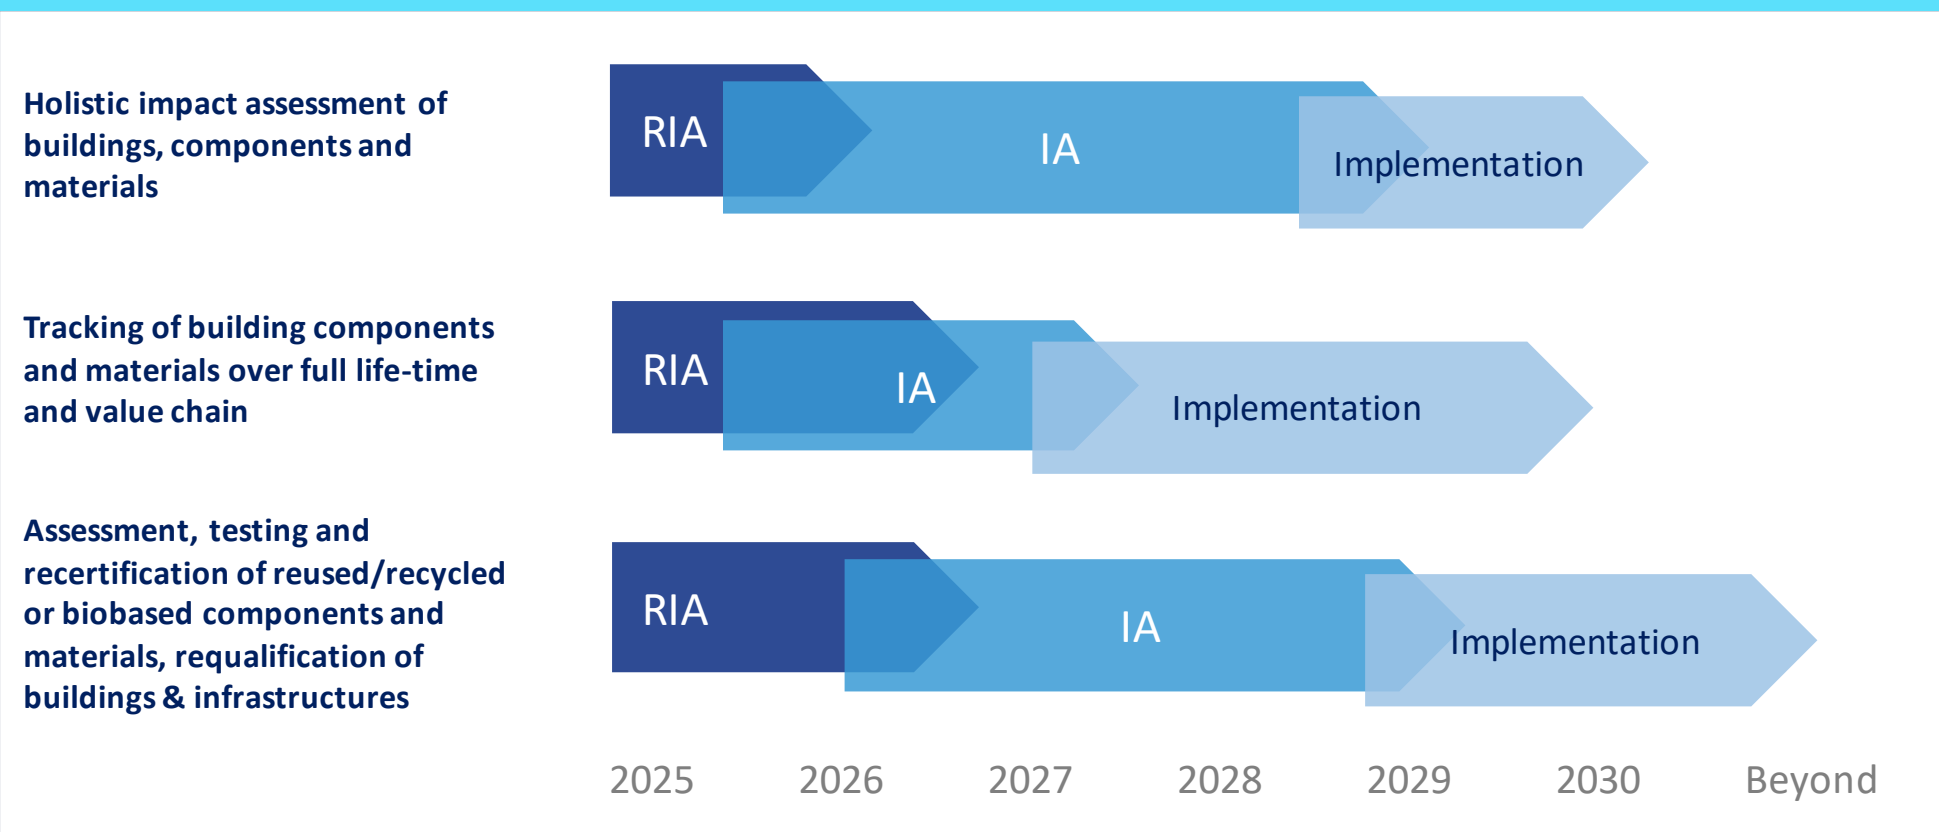 Holistic impact assessment of
buildings, components and
materials
RIA
IA
Implementation
Tracking of building components
and materials over full life-time
and value chain
RIA
IA
Implementation
Assessment, testing and
recertification of reused/recycled
or biobased components and
materials, requalification of
buildings & infrastructures
RIA
IA
Implementation
2025 2026 2027 2028 2029 2030 Beyond